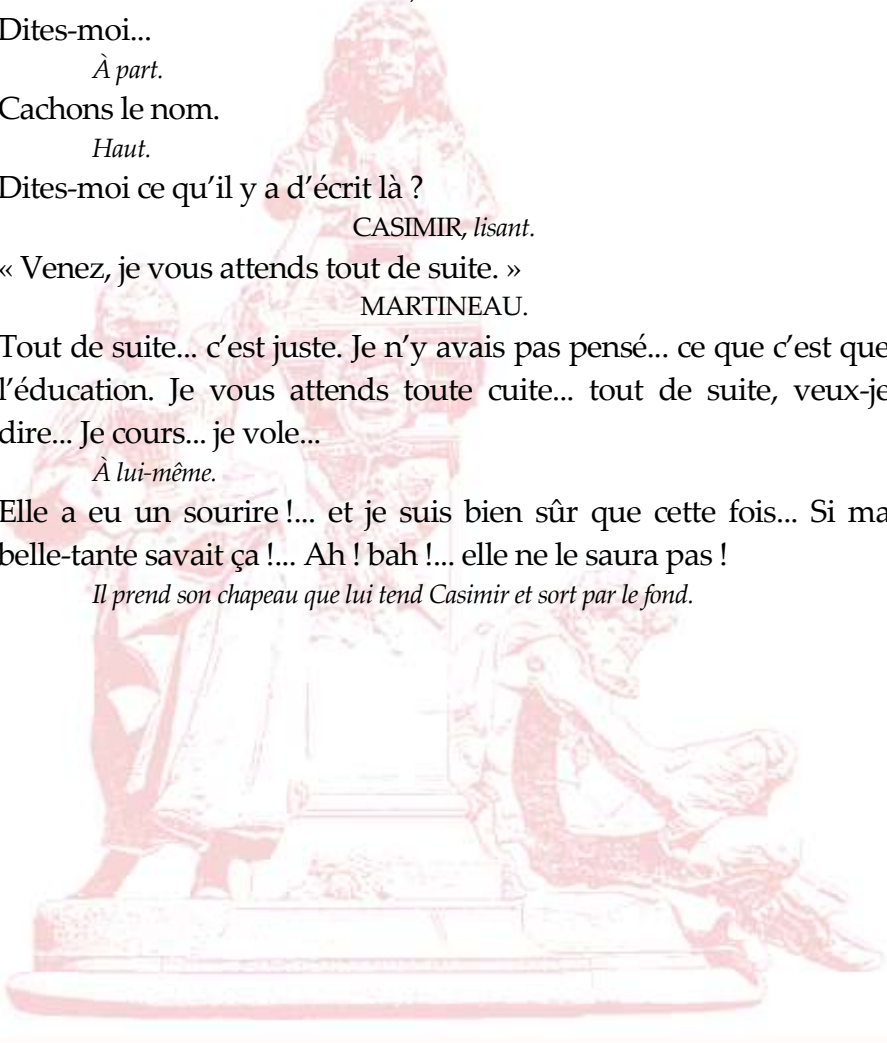 Dites-moi...
À part.
Cachons le nom.
Haut.
Dites-moi ce qu’il y a d’écrit là ?
CASIMIR, lisant.
« Venez, je vous attends tout de suite. »
MARTINEAU.
Tout de suite... c’est juste. Je n’y avais pas pensé... ce que c’est que
l’éducation. Je vous attends toute cuite... tout de suite, veux-je
dire... Je cours... je vole...
À lui-même.
Elle a eu un sourire !... et je suis bien sûr que cette fois... Si ma
belle-tante savait ça !... Ah ! bah !... elle ne le saura pas !
Il prend son chapeau que lui tend Casimir et sort par le fond.